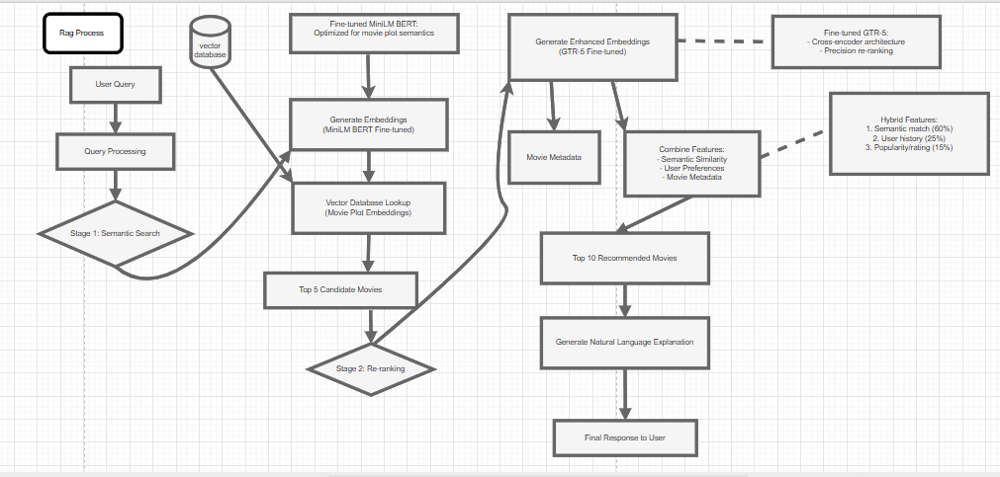 Rag Process
User Query
Query Processing
Stage 1: Semantic Search
vector
database
Fine-tuned MiniLM BERT:
Optimized for movie plot semantics
Generate Embeddings
(MiniLM BERT Fine-tuned)
Vector Database Lookup
(Movie Plot Embeddings)
Top 5 Candidate Movies
Stage 2: Re-ranking
Generate Enhanced Embeddings
(GTR-5 Fine-tuned)
Fine-tuned GTR-5:
- Cross-encoder architecture
- Precision re-ranking
Movie Metadata
Combine Features:
- Semantic Similarity
- User Preferences
- Movie Metadata
Hybrid Features:
1. Semantic match (60%)
2. User history (25%)
3. Popularity/rating (15%)
Top 10 Recommended Movies
Generate Natural Language Explanation
Final Response to User